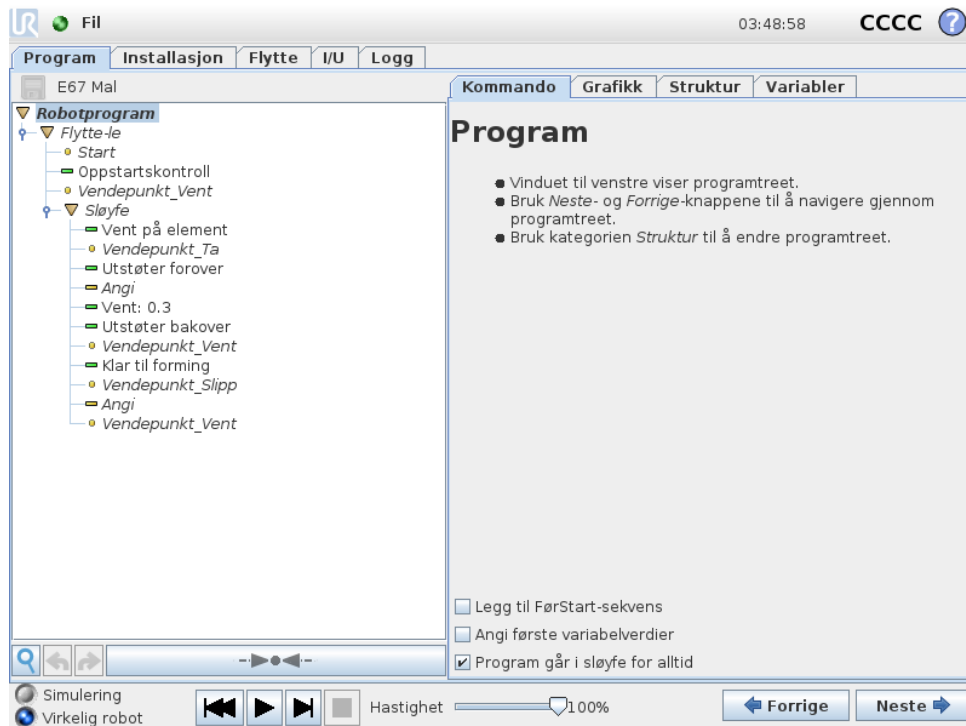 UR Fil 03:48:58 CCCC ?
Program Installasjon Flytte I/U Logg
E67 Mal
Kommando Grafikk Struktur Variabler
Robotprogram
Flytte-le
Start
Oppstartskontroll
Vendepunkt_Vent
Sløyfe
Vent på element
Vendepunkt_Ta
Utstøter forover
Angi
Vent: 0.3
Utstøter bakover
Vendepunkt_Vent
Klar til forming
Vendepunkt_Slipp
Angi
Vendepunkt_Vent
Program
Vinduet til venstre viser programtreet.
Bruk Neste- og Forrige-knappene til å navigere gjennom
programtreet.
Bruk kategorien Struktur til å endre programtreet.
Legg til FørStart-sekvens
Angi første variabelverdier
Program går i sløyfe for alltid
Simulering
Virkelig robot
Hastighet 100%
Forrige Neste